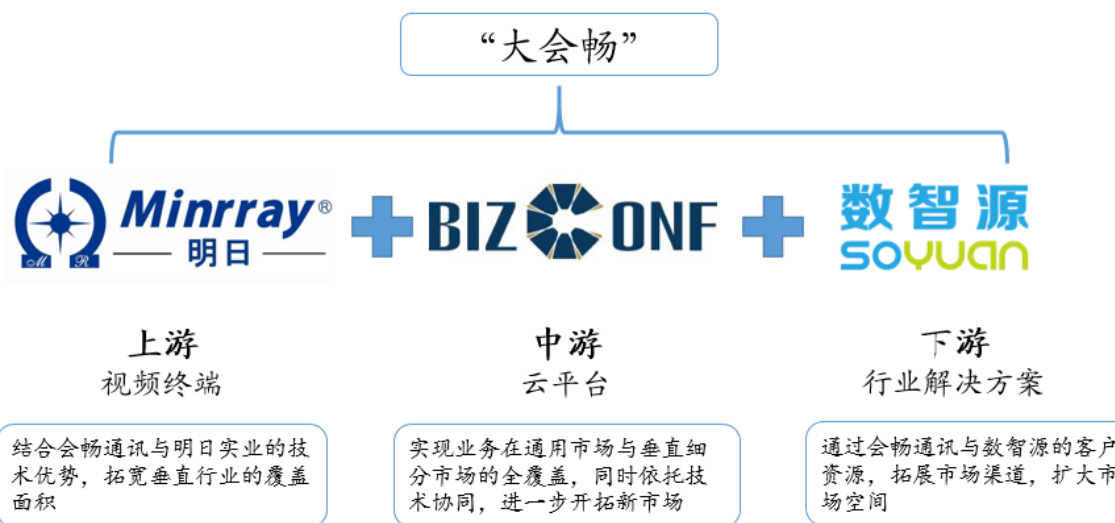 “大会畅”
Minrray®
明日
M R
BIZCONF
数智源
SOYUAN
上游
视频终端
中游
云平台
下游
行业解决方案
结合会畅通讯与明日实业的技
术优势，拓宽垂直行业的覆盖
面积
实现业务在通用市场与垂直细
分市场的全覆盖，同时依托技
术协同，进一步开拓新市场
通过会畅通讯与数智源的客户
资源，拓展市场渠道，扩大市
场空间